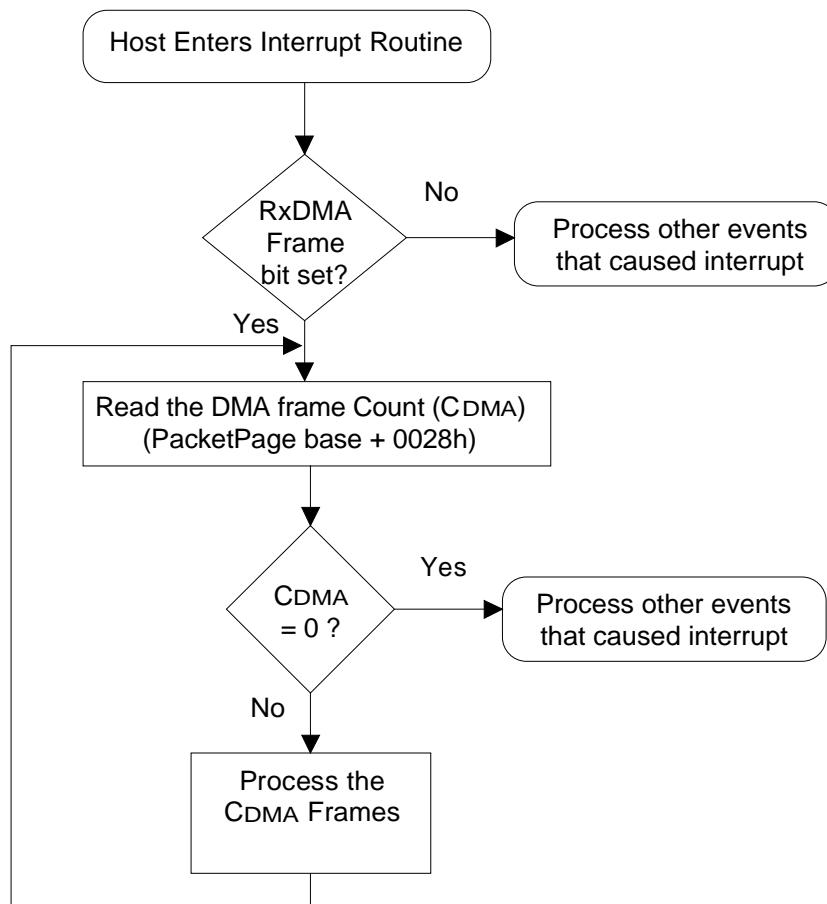 Host Enters Interrupt Routine
RxDMA
Frame
bit set?
No
Process other events
that caused interrupt
Yes
Read the DMA frame Count (CDMA)
(PacketPage base + 0028h)
CDMA
= 0 ?
Yes
Process other events
that caused interrupt
No
Process the
CDMA Frames